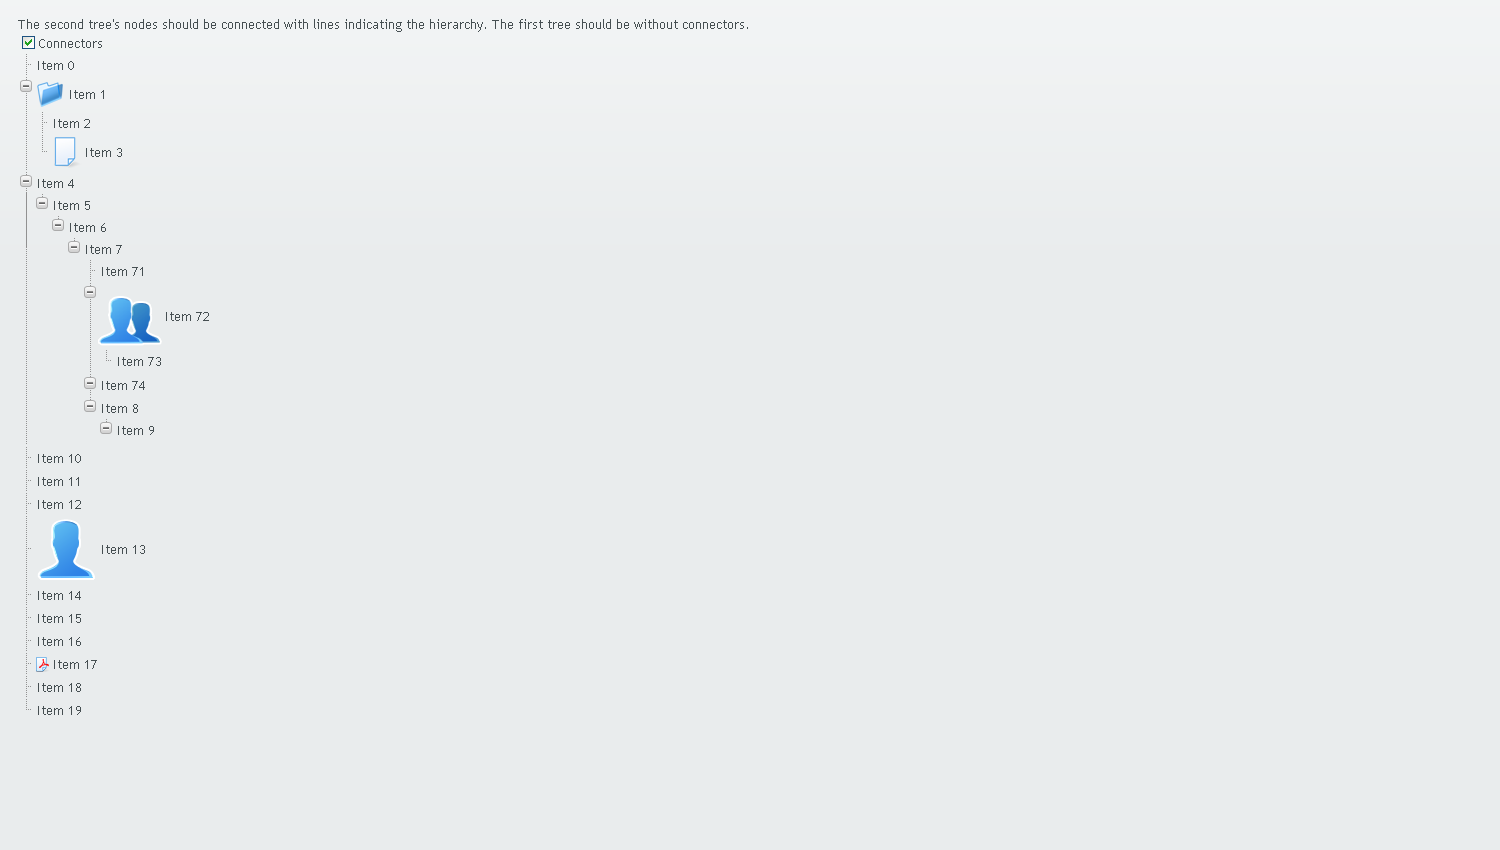 The second tree's nodes should be connected with lines indicating the hierarchy. The first tree should be without connectors.
Connectors
Item 0
Item 1
Item 2
Item 3
Item 4
Item 5
Item 6
Item 7
Item 71
Item 72
Item 73
Item 74
Item 8
Item 9
Item 10
Item 11
Item 12
Item 13
Item 14
Item 15
Item 16
Item 17
Item 18
Item 19